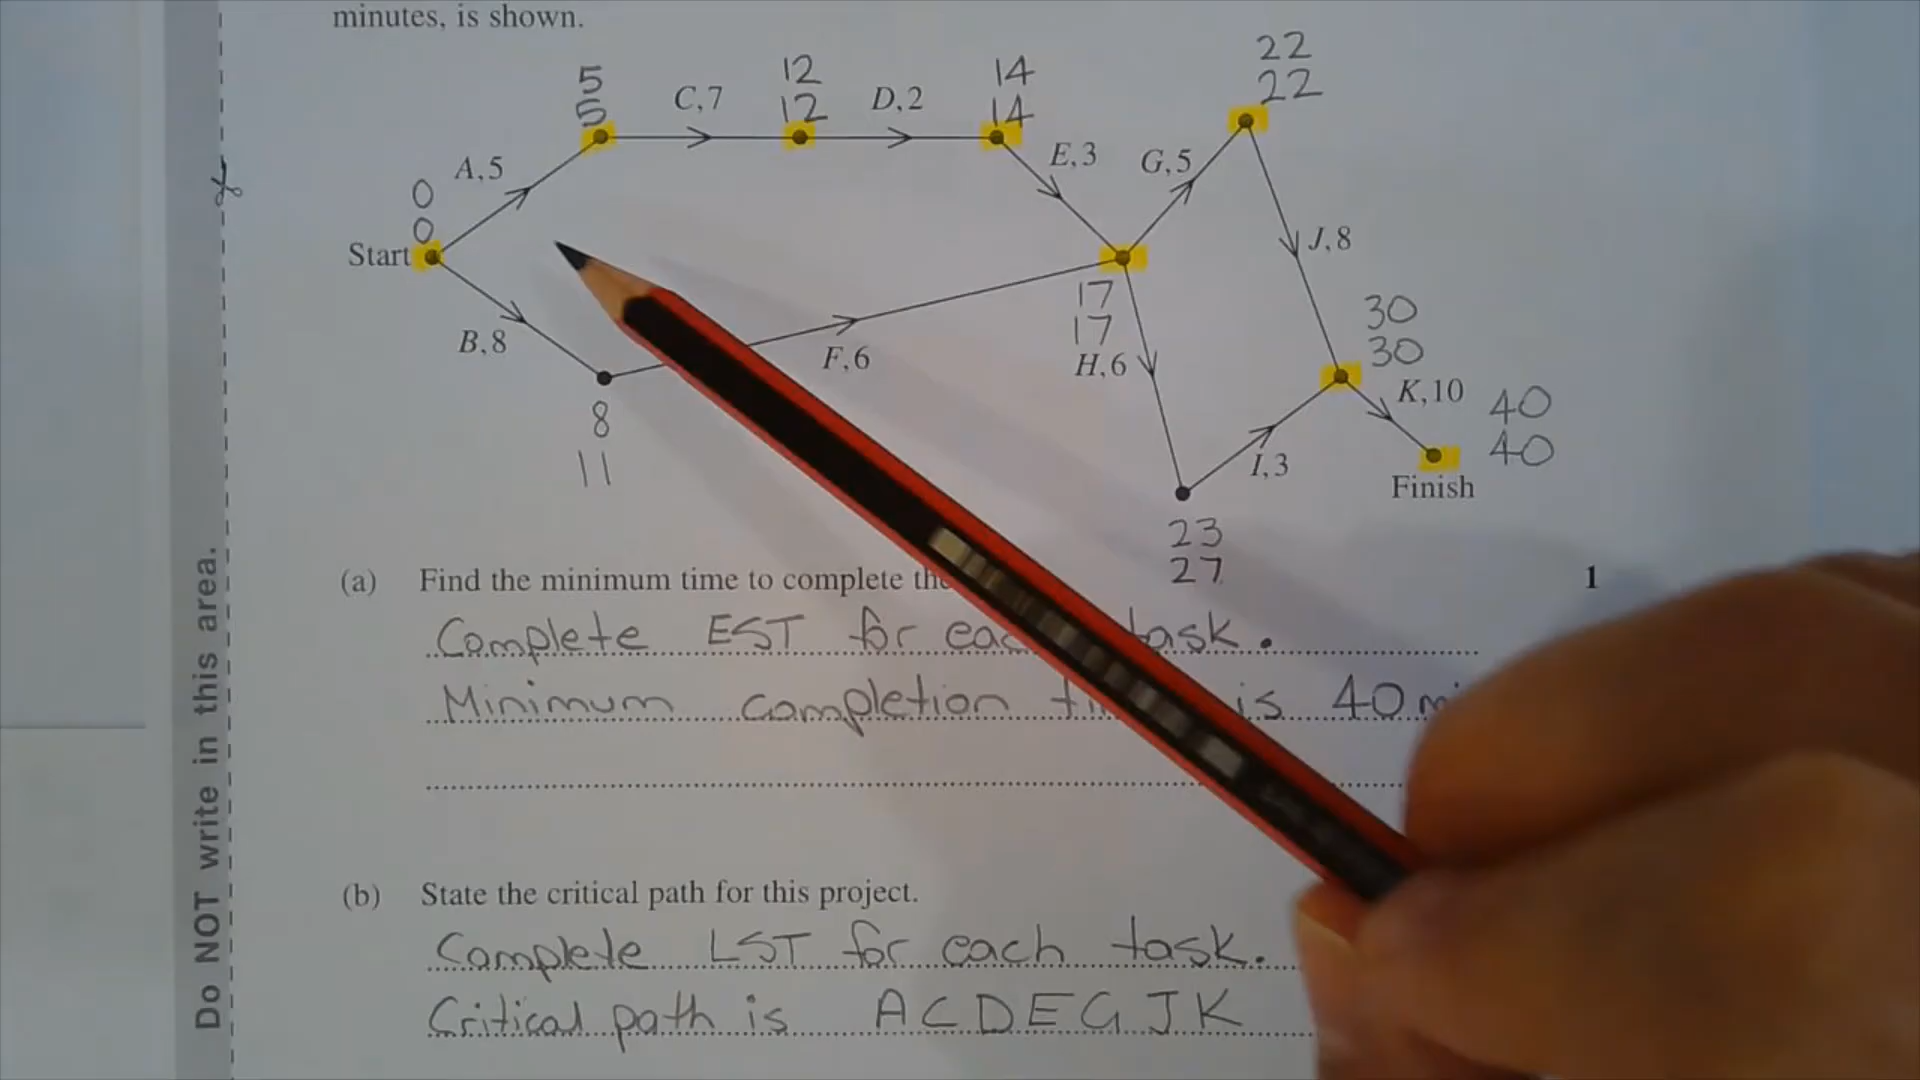 minutes, is shown.
22
22
5
5
C,7
12
12
D,2
14
14
A,5
E,3
G,5
0
0
Start
J,8
B,8
F,6
17
17
H,6
30
30
K,10
40
40
8
11
I,3
Finish
23
27
(a) Find the minimum time to complete 1
Complete EST for task.
Minimum completion is 40
(b) State the critical path for this project.
Complete LST for each task.
Critical path is ACDEGJK
Do NOT write in this area.